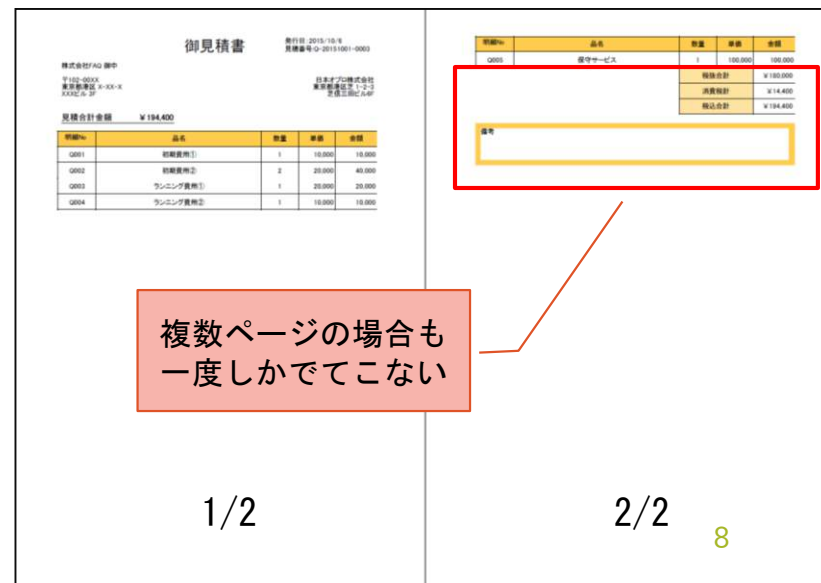 御見積書
発行日:2015/10/6
見積番号:Q-20151001-0003
株式会社FAQ 御中
〒102-00XX
東京都港区 X-XX-X
XXXビル 3F
日本オプロ株式会社
東京都港区芝 1-2-3
見積合計金額 ¥194,400
明細No 品名 数量 単価 金額
Q001 初期費用① 1 10,000 10,000
Q002 初期費用② 2 20,000 40,000
Q003 ランニング費用① 1 20,000 20,000
Q004 ランニング費用② 1 10,000 10,000
1/2
明細No 品名 数量 単価 金額
Q005 保守サービス 1 100,000 100,000
税抜合計 ¥180,000
消費税計 ¥14,400
税込合計 ¥194,400
備考
複数ページの場合も
一度しかでてこない
2/2
8